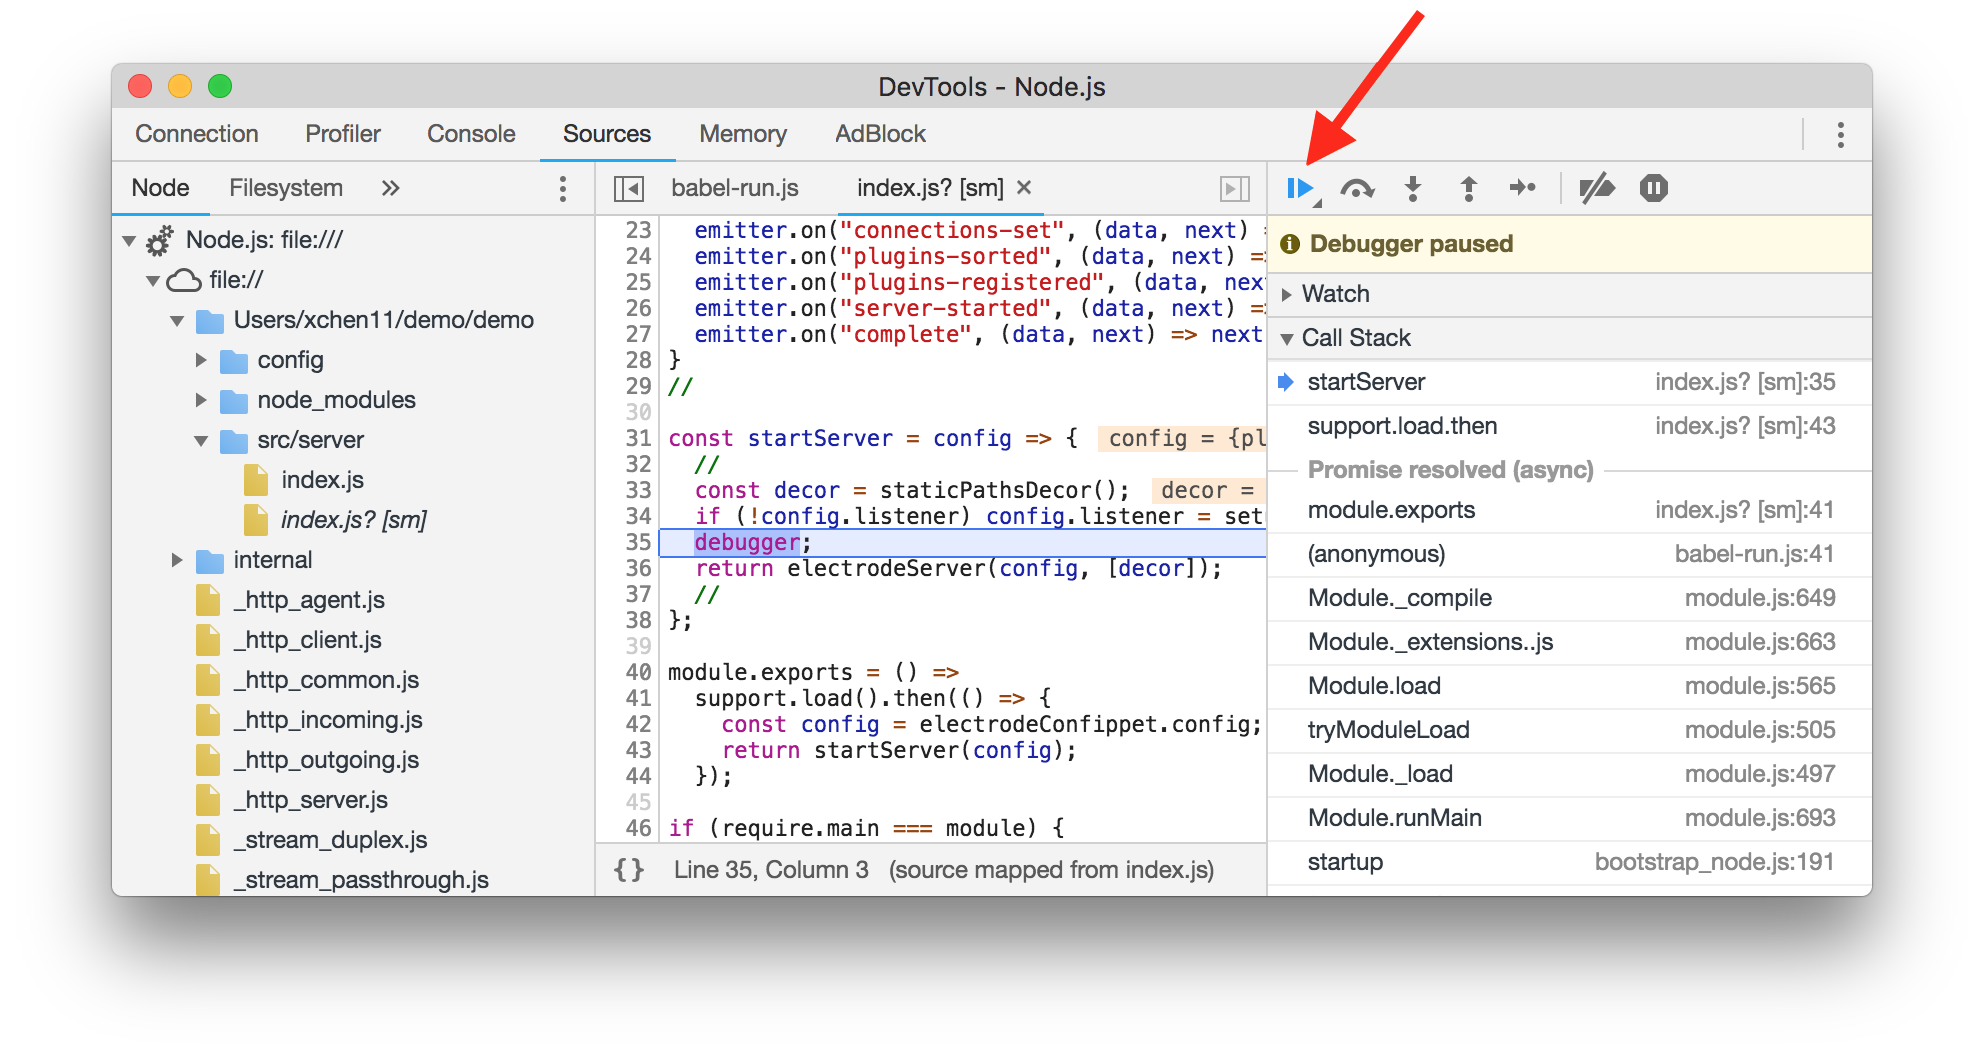 DevTools - Node.js
Connection Profiler Console Sources Memory AdBlock
Node Filesystem »
Node.js: file:///
file://
Users/xchen11/demo/demo
config
node_modules
src/server
index.js
index.js? [sm]
internal
_http_agent.js
_http_client.js
_http_common.js
_http_incoming.js
_http_outgoing.js
_http_server.js
_stream_duplex.js
_stream_passthrough.js
babel-run.js index.js? [sm] ×
23 emitter.on("connections-set", (data, next) =
24 emitter.on("plugins-sorted", (data, next) =>
25 emitter.on("plugins-registered", (data, nex
26 emitter.on("server-started", (data, next) =>
27 emitter.on("complete", (data, next) => next
28 }
29 //
30
31 const startServer = config => { config = {pl
32 //
33 const decor = staticPathsDecor(); decor =
34 if (!config.listener) config.listener = set
35 debugger;
36 return electrodeServer(config, [decor]);
37 //
38 };
39
40 module.exports = () =>
41 support.load().then(() => {
42 const config = electrodeConfippet.config;
43 return startServer(config);
44 });
45
46 if (require.main === module) {
{} Line 35, Column 3 (source mapped from index.js)
Debugger paused
Watch
Call Stack
startServer index.js? [sm]:35
support.load.then index.js? [sm]:43
Promise resolved (async)
module.exports index.js? [sm]:41
(anonymous) babel-run.js:41
Module._compile module.js:649
Module._extensions..js module.js:663
Module.load module.js:565
tryModuleLoad module.js:505
Module._load module.js:497
Module.runMain module.js:693
startup bootstrap_node.js:191